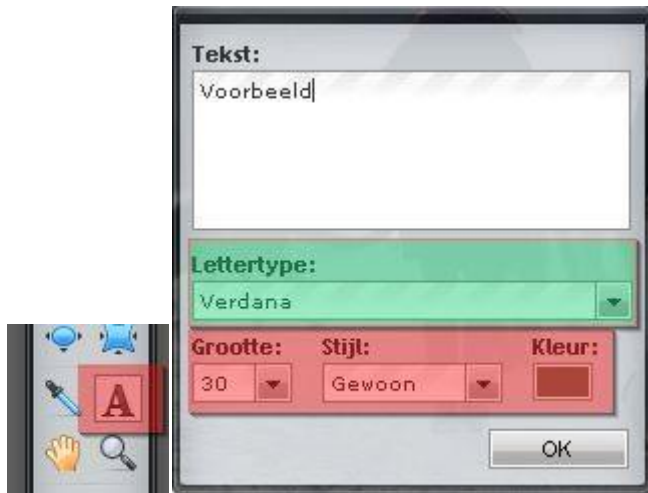 Tekst:
Voorbeeld
Lettertype:
Verdana
Grootte: Stijl: Kleur:
30 Gewoon
A
OK